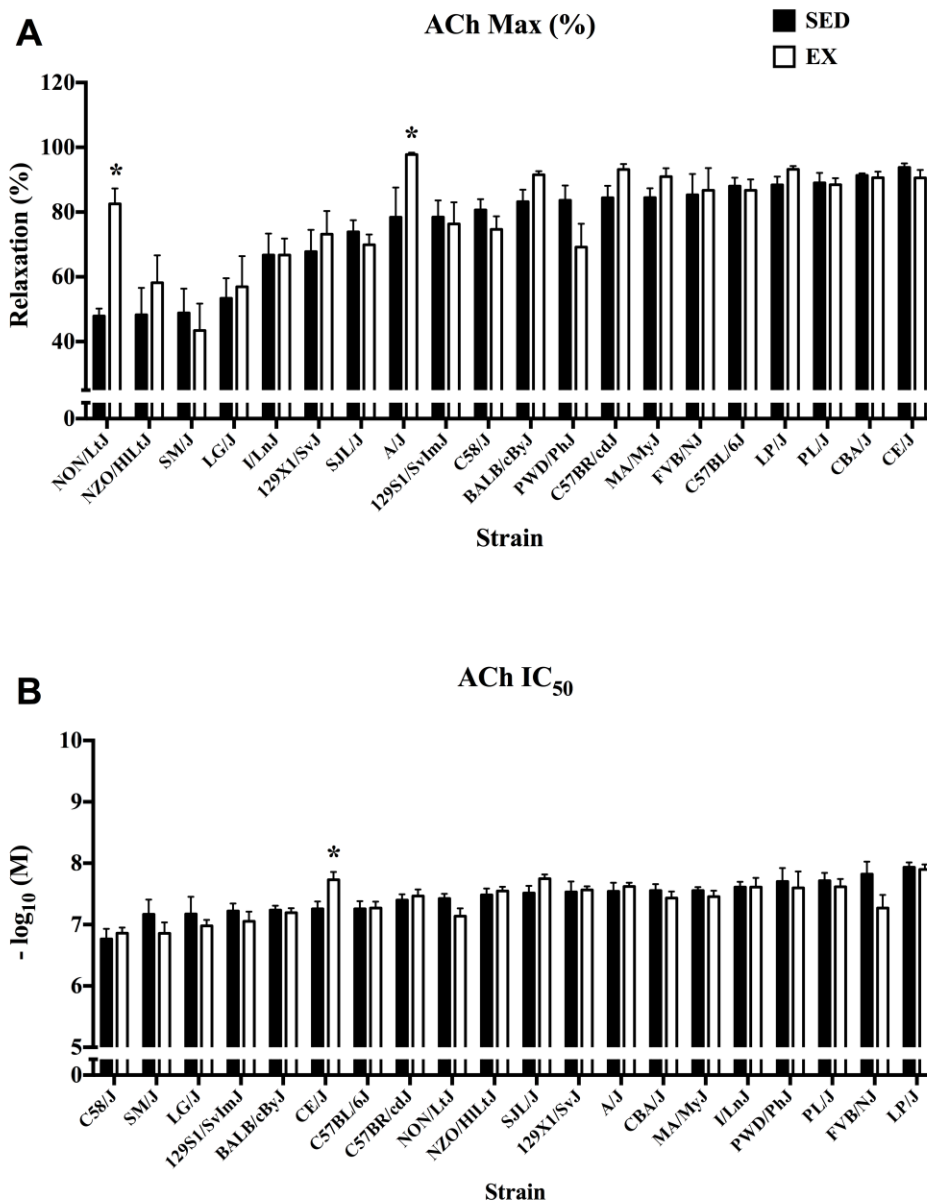 A
ACh Max (%)
SED
EX
120
100
80
60
40
0
Relaxation (%)
*
*
NON/LtJ
NZO/HILtJ
SM/J
LG/J
I/LnJ
129X1/SvJ
SJL/J
A/J
129S1/SvImJ
C58/J
BALB/cByJ
PWD/PhJ
C57BR/cdJ
MA/MyJ
FVB/NJ
C57BL/6J
LP/J
PL/J
CBA/J
CE/J
Strain
B
ACh IC50
10
9
8
7
6
5
0
- log10 (M)
*
C58/J
SM/J
LG/J
129S1/SvImJ
BALB/cByJ
CE/J
C57BL/6J
C57BR/cdJ
NON/LtJ
NZO/HILtJ
SJL/J
129X1/SvJ
A/J
CBA/J
MA/MyJ
I/LnJ
PWD/PhJ
PL/J
FVB/NJ
LP/J
Strain